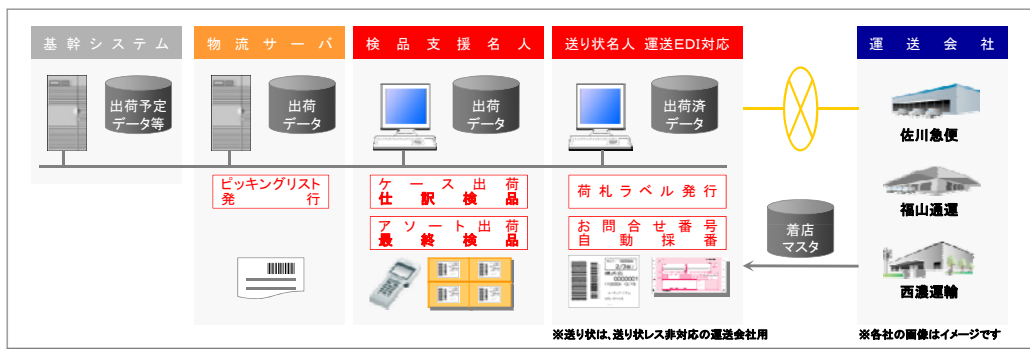 基幹システム
物流サーバ
検品支援名人
送り状名人 運送EDI対応
運送会社
出荷予定
データ等
出荷
データ
出荷
データ
出荷済
データ
佐川急便
ピッキングリスト
発行
ケース出荷
仕訳検品
荷札ラベル発行
福山通運
アソート出荷
最終検品
お問合せ番号
自動採番
着店
マスタ
西濃運輸
※送り状は、送り状レス非対応の運送会社用
※各社の画像はイメージです